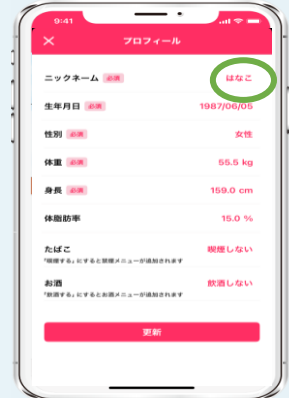 9:41
プロフィール
ニックネーム 必須 はなこ
生年月日 必須 1987/06/05
性別 必須 女性
体重 必須 55.5 kg
身長 必須 159.0 cm
体脂肪率 15.0 %
たばこ 喫煙しない
「喫煙する」にすると禁煙メニューが追加されます
お酒 飲酒しない
「飲酒する」にするとお酒メニューが追加されます
更新